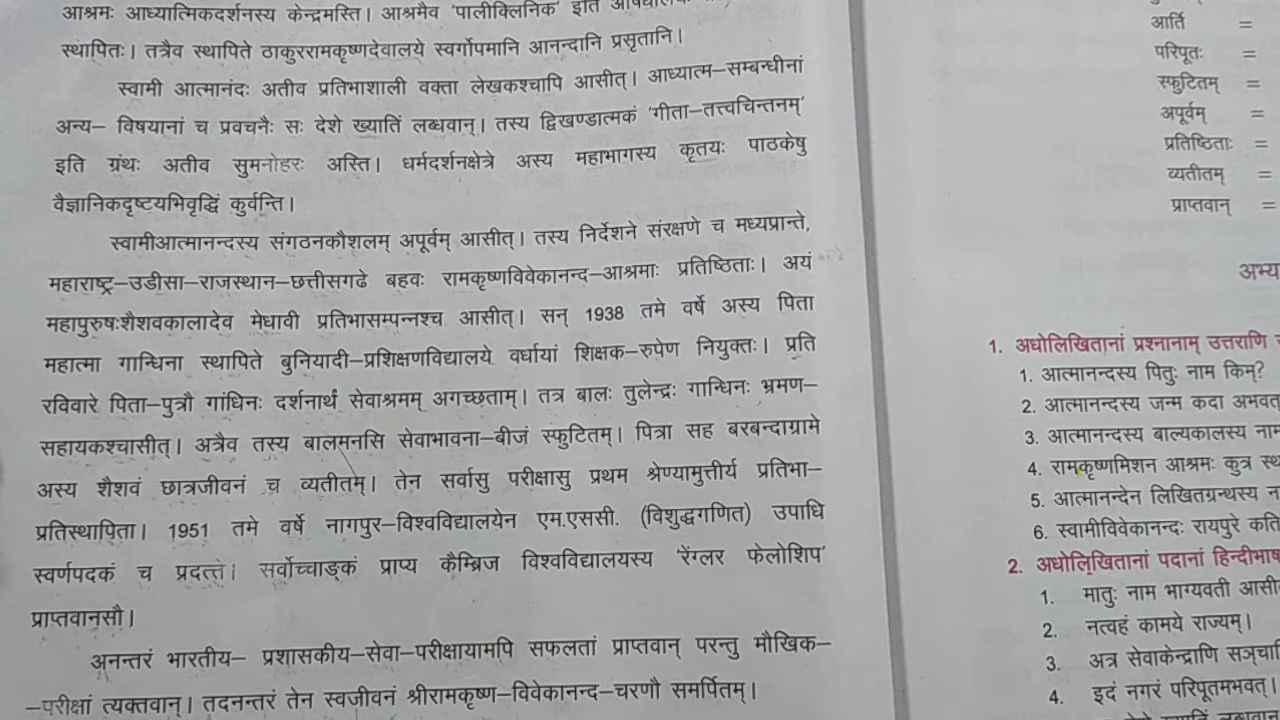 आश्रमः आध्यात्मिकदर्शनस्य केन्द्रमस्ति। आश्रमैव 'पालीक्लिनिक' इति
स्थापितः। तत्रैव स्थापिते ठाकुररामकृष्णदेवालये स्वर्गोपमानि आनन्दानि प्रसृतानि।
स्वामी आत्मानंदः अतीव प्रतिभाशाली वक्ता लेखकश्चापि आसीत्। आध्यात्म–सम्बन्धीनां
अन्य– विषयानां च प्रवचनैः सः देशे ख्यातिं लब्धवान्। तस्य द्विखण्डात्मकं 'गीता–तत्त्वचिन्तनम्'
इति ग्रंथः अतीव सुमनोहरः अस्ति। धर्मदर्शनक्षेत्रे अस्य महाभागस्य कृतयः पाठकेषु
वैज्ञानिकदृष्टयभिवृद्धिं कुर्वन्ति।
स्वामीआत्मानन्दस्य संगठनकौशलम् अपूर्वम् आसीत्। तस्य निर्देशने संरक्षणे च मध्यप्रान्ते,
महाराष्ट्र–उडीसा–राजस्थान–छत्तीसगढे बहवः रामकृष्णविवेकानन्द–आश्रमाः प्रतिष्ठिताः। अयं
महापुरुषःशैशवकालादेव मेधावी प्रतिभासम्पन्नश्च आसीत्। सन् 1938 तमे वर्षे अस्य पिता
महात्मा गान्धिना स्थापिते बुनियादी–प्रशिक्षणविद्यालये वर्धायां शिक्षक–रुपेण नियुक्तः। प्रति
रविवारे पिता–पुत्रौ गांधिनः दर्शनार्थं सेवाश्रमम् अगच्छताम्। तत्र बालः तुलेन्द्रः गान्धिनः भ्रमण–
सहायकश्चासीत्। अत्रैव तस्य बालमनसि सेवाभावना–बीजं स्फुटितम्। पित्रा सह बरबन्दाग्रामे
अस्य शैशवं छात्रजीवनं च व्यतीतम्। तेन सर्वासु परीक्षासु प्रथम श्रेण्यामुत्तीर्य प्रतिभा–
प्रतिस्थापिता। 1951 तमे वर्षे नागपुर–विश्वविद्यालयेन एम.एससी. (विशुद्धगणित) उपाधि
स्वर्णपदकं च प्रदत्तं। सर्वोच्चाङ्कं प्राप्य कैम्ब्रिज विश्वविद्यालयस्य 'रेंग्लर फेलोशिप'
प्राप्तवानसौ।
अनन्तरं भारतीय– प्रशासकीय–सेवा–परीक्षायामपि सफलतां प्राप्तवान् परन्तु मौखिक–
–परीक्षां त्यक्तवान्। तदनन्तरं तेन स्वजीवनं श्रीरामकृष्ण–विवेकानन्द–चरणौ समर्पितम्।
आर्ति =
परिपूतः =
स्फुटितम् =
अपूर्वम् =
प्रतिष्ठिताः =
व्यतीतम् =
प्राप्तवान् =
1. अधोलिखितानां प्रश्नानाम् उत्तराणि
1. आत्मानन्दस्य पितुः नाम किम्?
2. आत्मानन्दस्य जन्म कदा अभवत्
3. आत्मानन्दस्य बाल्यकालस्य नाम
4. रामकृष्णमिशन आश्रमः कुत्र
5. आत्मानन्देन लिखितग्रन्थस्य
6. स्वामीविवेकानन्दः रायपुरे
2. अधोलिखितानां पदानां
1. मातुः नाम भाग्यवती
2. नत्वहं कामये राज्यम्।
3. अत्र सेवाकेन्द्राणि
4. इदं नगरं परिपूतमभवत्।